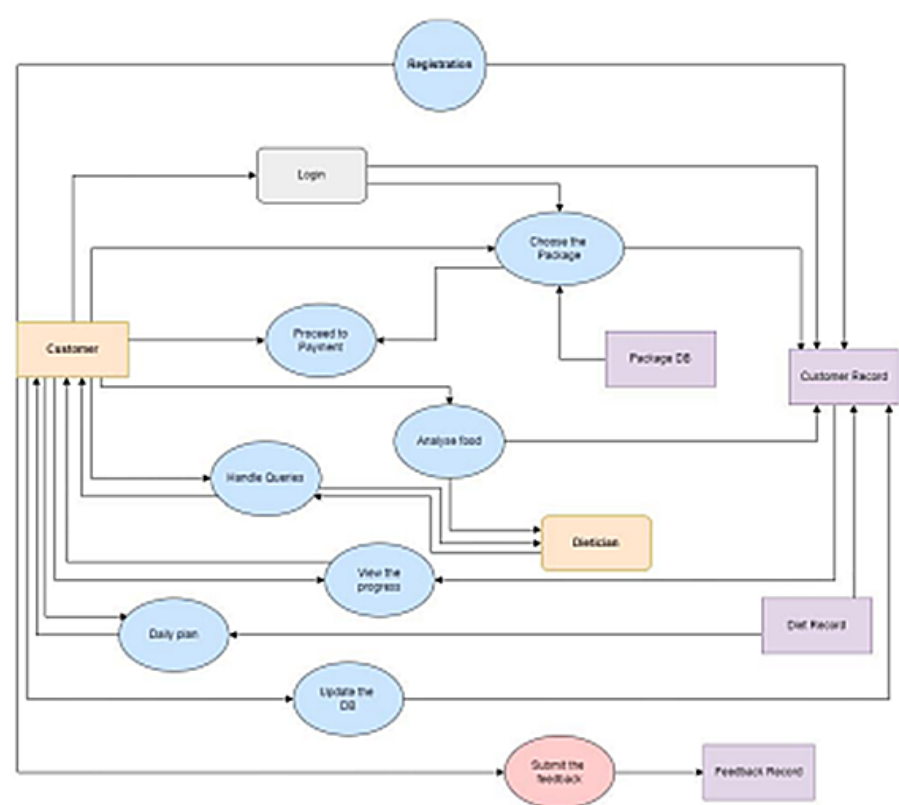 Registration
Login
Choose the
Package
Proceed to
Payment
Customer
Package DB
Customer Record
Analyse food
Handle Queries
Dietician
View the
progress
Daily plan
Diet Record
Update the
DB
Submit the
feedback
Feedback Record